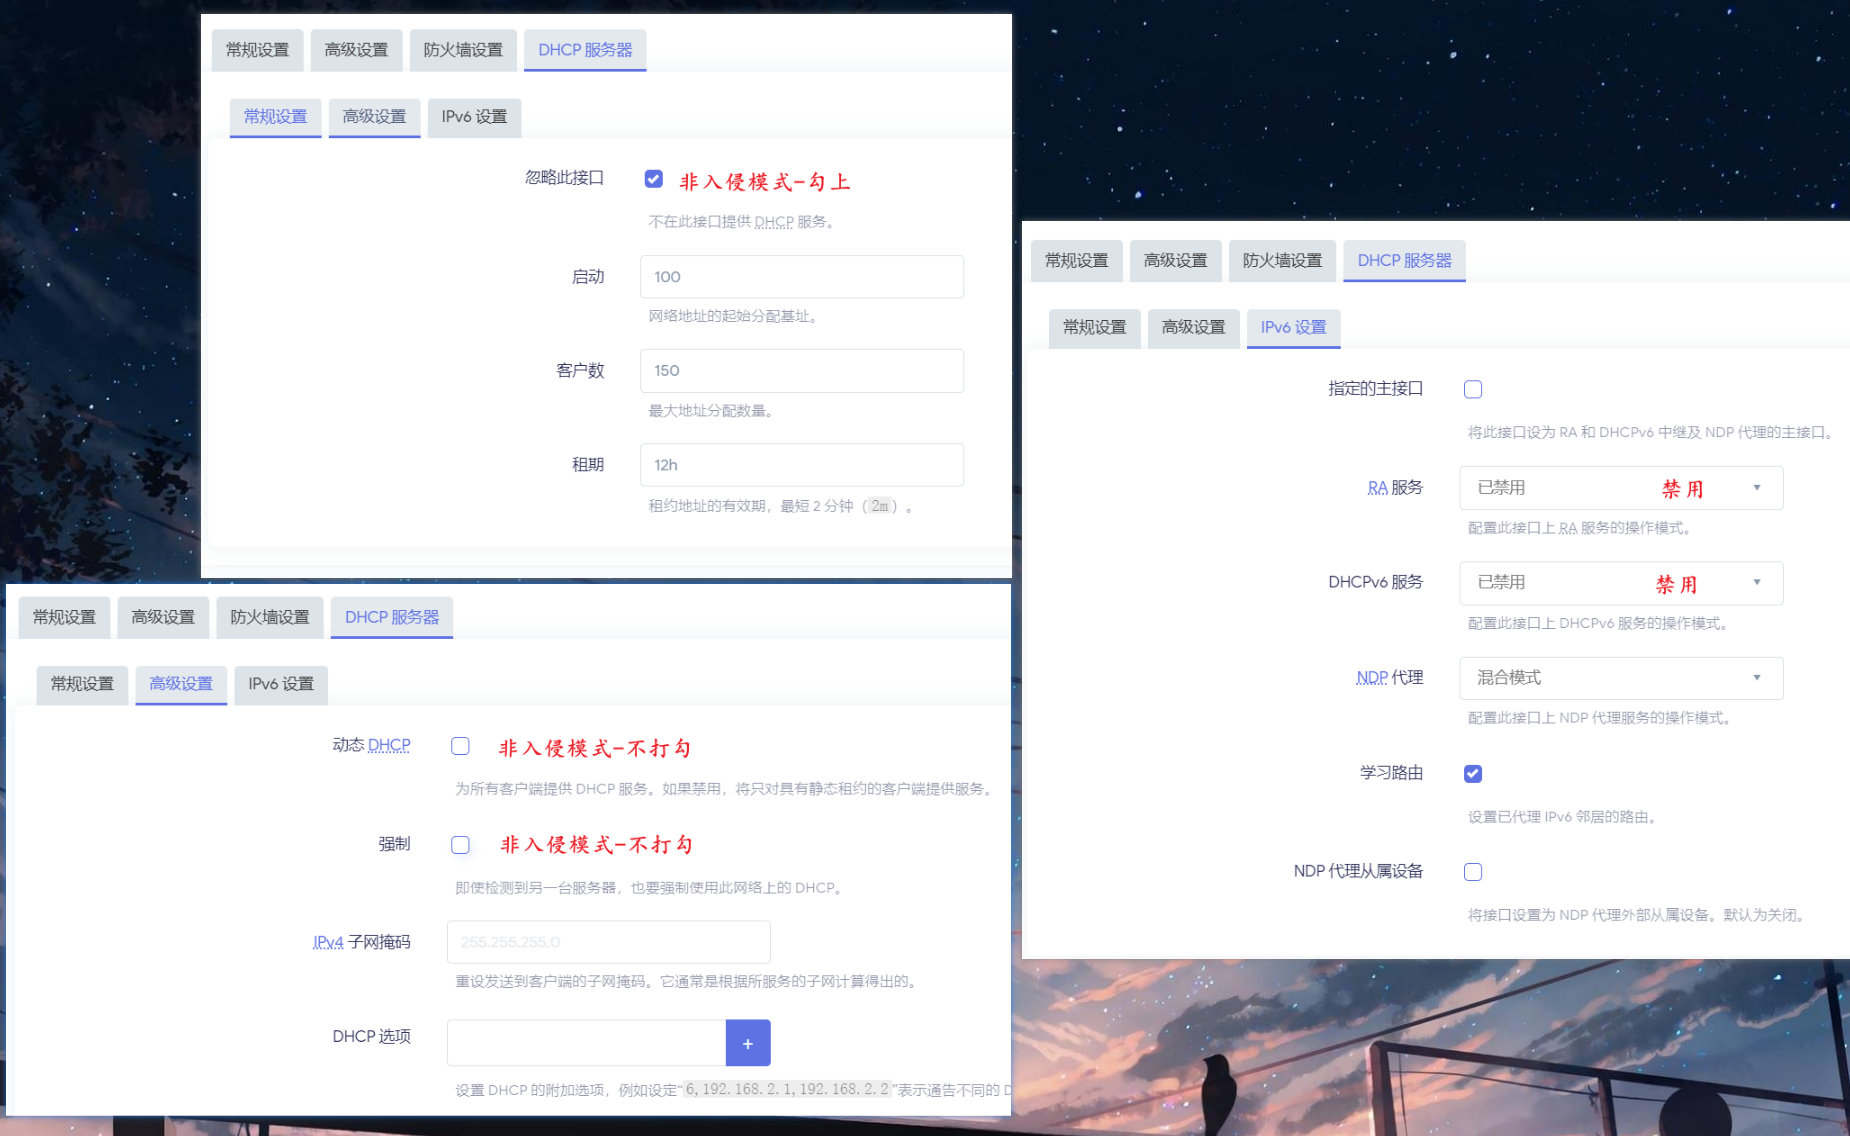 常规设置 高级设置 防火墙设置 DHCP 服务器
常规设置 高级设置 IPv6 设置
忽略此接口 非入侵模式-勾上
不在此接口提供 DHCP 服务。
启动 100
网络地址的起始分配基址。
客户数 150
最大地址分配数量。
租期 12h
租约地址的有效期，最短 2 分钟（2m）。
常规设置 高级设置 防火墙设置 DHCP 服务器
常规设置 高级设置 IPv6 设置
动态 DHCP 非入侵模式-不打勾
为所有客户端提供 DHCP 服务。如果禁用，将只对具有静态租约的客户端提供服务。
强制 非入侵模式-不打勾
即使检测到另一台服务器，也要强制使用此网络上的 DHCP。
IPv4 子网掩码 255.255.255.0
重设发送到客户端的子网掩码。它通常是根据所服务的子网计算得出的。
DHCP 选项 +
设置 DHCP 的附加选项，例如设定“6,192.168.2.1,192.168.2.2”表示通告不同的 D
常规设置 高级设置 防火墙设置 DHCP 服务器
常规设置 高级设置 IPv6 设置
指定的主接口
将此接口设为 RA 和 DHCPv6 中继及 NDP 代理的主接口。
RA 服务 已禁用 禁用
配置此接口上 RA 服务的操作模式。
DHCPv6 服务 已禁用 禁用
配置此接口上 DHCPv6 服务的操作模式。
NDP 代理 混合模式
配置此接口上 NDP 代理服务的操作模式。
学习路由
设置已代理 IPv6 邻居的路由。
NDP 代理从属设备
将接口设置为 NDP 代理外部从属设备。默认为关闭。